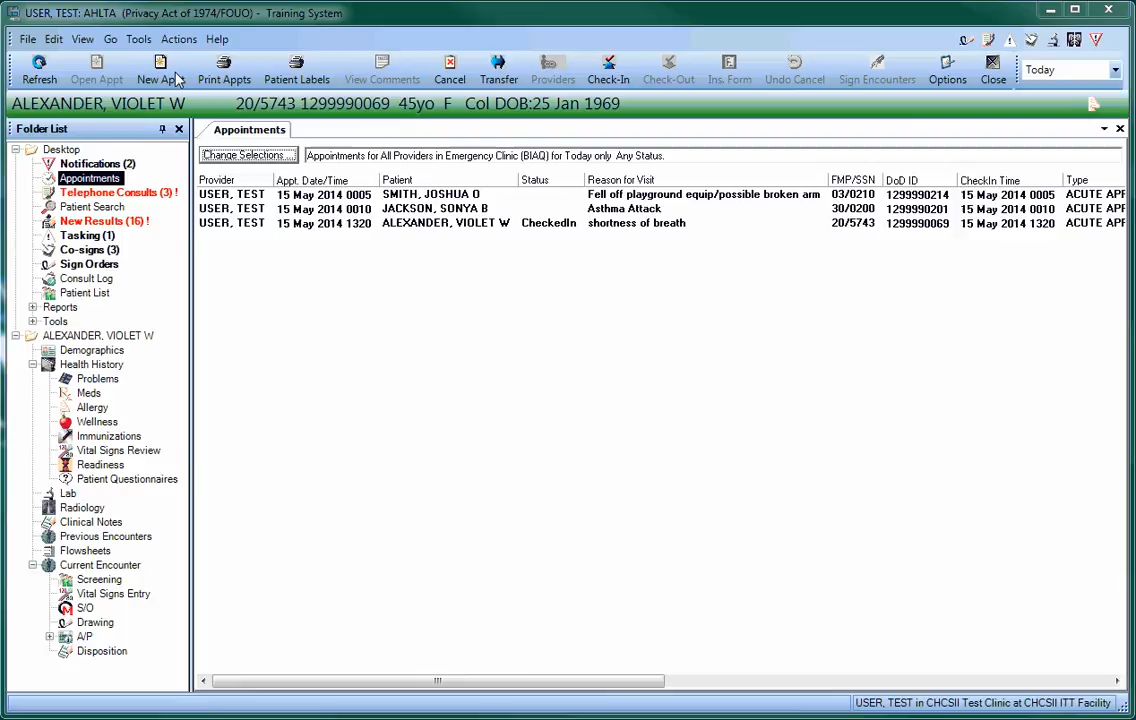 USER, TEST: AHLTA (Privacy Act of 1974/FOUO) - Training System
File Edit View Go Tools Actions Help
Refresh Open Appt New Appt Print Appts Patient Labels View Comments Cancel Transfer Providers Check-In Check-Out Ins. Form Undo Cancel Sign Encounters Options Close Today
ALEXANDER, VIOLET W 20/5743 1299990069 45yo F Col DOB:25 Jan 1969
Folder List
Desktop
Notifications (2)
Appointments
Telephone Consults (3) !
Patient Search
New Results (16) !
Tasking (1)
Co-signs (3)
Sign Orders
Consult Log
Patient List
Reports
Tools
ALEXANDER, VIOLET W
Demographics
Health History
Problems
Meds
Allergy
Wellness
Immunizations
Vital Signs Review
Readiness
Patient Questionnaires
Lab
Radiology
Clinical Notes
Previous Encounters
Flowsheets
Current Encounter
Screening
Vital Signs Entry
S/O
Drawing
A/P
Disposition
Appointments
Change Selections... Appointments for All Providers in Emergency Clinic (BIAQ) for Today only Any Status.
Provider Appt. Date/Time Patient Status Reason for Visit FMP/SSN DoD ID CheckIn Time Type
USER, TEST 15 May 2014 0005 SMITH, JOSHUA O Fell off playground equip/possible broken arm 03/0210 1299990214 15 May 2014 0005 ACUTE APP
USER, TEST 15 May 2014 0010 JACKSON, SONYA B Asthma Attack 30/0200 1299990201 15 May 2014 0010 ACUTE APP
USER, TEST 15 May 2014 1320 ALEXANDER, VIOLET W CheckedIn shortness of breath 20/5743 1299990069 15 May 2014 1320 ACUTE APP
USER, TEST in CHCSII Test Clinic at CHCSII ITT Facility